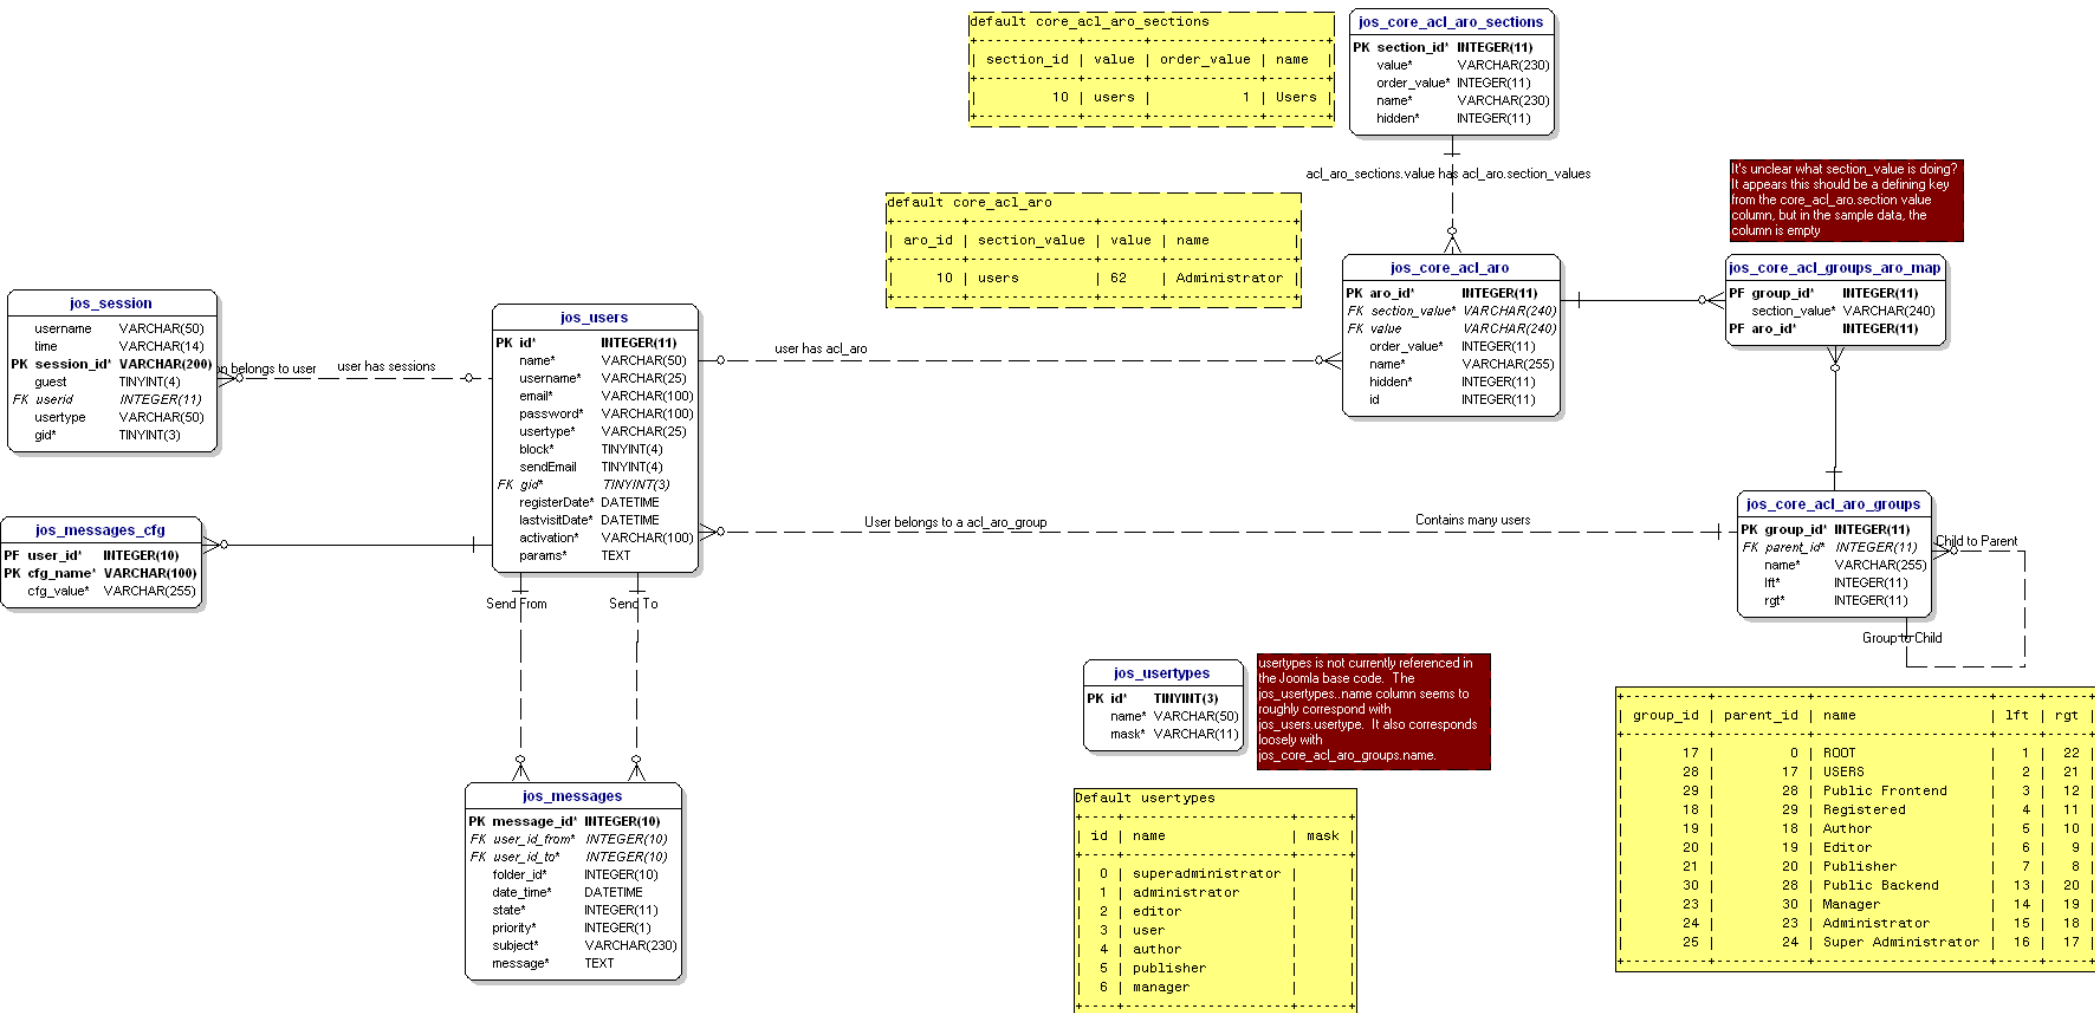 default core_acl_aro_sections
+------------+-------+-------------+-------+
| section_id | value | order_value | name  |
+------------+-------+-------------+-------+
|         10 | users |           1 | Users |
+------------+-------+-------------+-------+
jos_core_acl_aro_sections
PK section_id* INTEGER(11)
value* VARCHAR(230)
order_value* INTEGER(11)
name* VARCHAR(230)
hidden* INTEGER(11)
acl_aro_sections.value has acl_aro.section_values
It's unclear what section_value is doing?
It appears this should be a defining key
from the core_acl_aro.section value
column, but in the sample data, the
column is empty
default core_acl_aro
+--------+---------------+-------+---------------+
| aro_id | section_value | value | name          |
+--------+---------------+-------+---------------+
|     10 | users         | 62    | Administrator |
+--------+---------------+-------+---------------+
jos_core_acl_aro
PK aro_id* INTEGER(11)
FK section_value* VARCHAR(240)
FK value VARCHAR(240)
order_value* INTEGER(11)
name* VARCHAR(255)
hidden* INTEGER(11)
id INTEGER(11)
jos_core_acl_groups_aro_map
PF group_id* INTEGER(11)
section_value* VARCHAR(240)
PF aro_id* INTEGER(11)
jos_session
username VARCHAR(50)
time VARCHAR(14)
PK session_id* VARCHAR(200)
guest TINYINT(4)
FK userid INTEGER(11)
usertype VARCHAR(50)
gid* TINYINT(3)
belongs to user
user has sessions
jos_users
PK id* INTEGER(11)
name* VARCHAR(50)
username* VARCHAR(25)
email* VARCHAR(100)
password* VARCHAR(100)
usertype* VARCHAR(25)
block* TINYINT(4)
sendEmail TINYINT(4)
FK gid* TINYINT(3)
registerDate* DATETIME
lastvisitDate* DATETIME
activation* VARCHAR(100)
params* TEXT
user has acl_aro
User belongs to a acl_aro_group
Contains many users
jos_messages_cfg
PF user_id* INTEGER(10)
PK cfg_name* VARCHAR(100)
cfg_value* VARCHAR(255)
jos_core_acl_aro_groups
PK group_id* INTEGER(11)
FK parent_id* INTEGER(11)
name* VARCHAR(255)
lft* INTEGER(11)
rgt* INTEGER(11)
Child to Parent
Group to Child
Send From
Send To
jos_messages
PK message_id* INTEGER(10)
FK user_id_from* INTEGER(10)
FK user_id_to* INTEGER(10)
folder_id* INTEGER(10)
date_time* DATETIME
state* INTEGER(11)
priority* INTEGER(1)
subject* VARCHAR(230)
message* TEXT
jos_usertypes
PK id* TINYINT(3)
name* VARCHAR(50)
mask* VARCHAR(11)
usertypes is not currently referenced in
the Joomla base code. The
jos_usertypes..name column seems to
roughly correspond with
jos_users.usertype. It also corresponds
loosely with
jos_core_acl_aro_groups.name.
Default usertypes
+----+--------------------+------+
| id | name               | mask |
+----+--------------------+------+
|  0 | superadministrator |      |
|  1 | administrator      |      |
|  2 | editor             |      |
|  3 | user               |      |
|  4 | author             |      |
|  5 | publisher          |      |
|  6 | manager            |      |
+----+--------------------+------+
+----------+-----------+---------------------+-----+-----+
| group_id | parent_id | name                | lft | rgt |
+----------+-----------+---------------------+-----+-----+
|       17 |         0 | ROOT                |   1 |  22 |
|       28 |        17 | USERS               |   2 |  21 |
|       29 |        28 | Public Frontend     |   3 |  12 |
|       18 |        29 | Registered          |   4 |  11 |
|       19 |        18 | Author              |   5 |  10 |
|       20 |        19 | Editor              |   6 |   9 |
|       21 |        20 | Publisher           |   7 |   8 |
|       30 |        28 | Public Backend      |  13 |  20 |
|       23 |        30 | Manager             |  14 |  19 |
|       24 |        23 | Administrator       |  15 |  18 |
|       25 |        24 | Super Administrator |  16 |  17 |
+----------+-----------+---------------------+-----+-----+